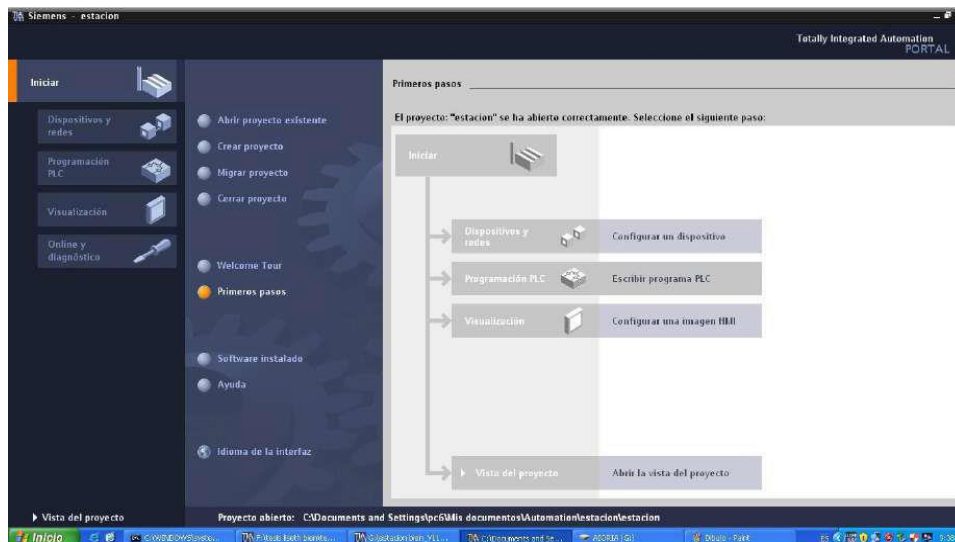 Siemens - estacion
Totally Integrated Automation
PORTAL
Iniciar
Dispositivos y
redes
Programación
PLC
Visualización
Online y
diagnóstico
Vista del proyecto
Abrir proyecto existente
Crear proyecto
Migrar proyecto
Cerrar proyecto
Welcome Tour
Primeros pasos
Software instalado
Ayuda
Idioma de la interfaz
Primeros pasos
El proyecto: "estacion" se ha abierto correctamente. Seleccione el siguiente paso:
Iniciar
Dispositivos y
redes
Configurar un dispositivo
Programación PLC
Escribir programa PLC
Visualización
Configurar una imagen HMI
Vista del proyecto
Abrir la vista del proyecto
Proyecto abierto: C:\Documents and Settings\pc6\Mis documentos\Automation\estacion\estacion
Inicio
Dibujo - Paint
ES
9:38